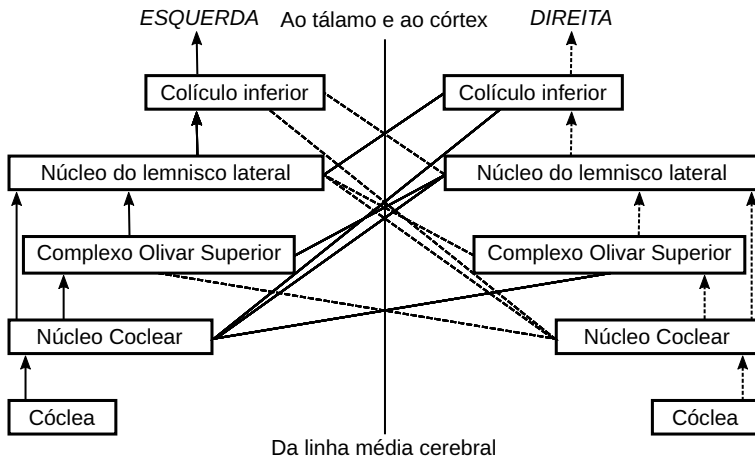 ESQUERDA Ao tálamo e ao córtex DIREITA
Colículo inferior Colículo inferior
Núcleo do lemnisco lateral Núcleo do lemnisco lateral
Complexo Olivar Superior Complexo Olivar Superior
Núcleo Coclear Núcleo Coclear
Cóclea Cóclea
Da linha média cerebral